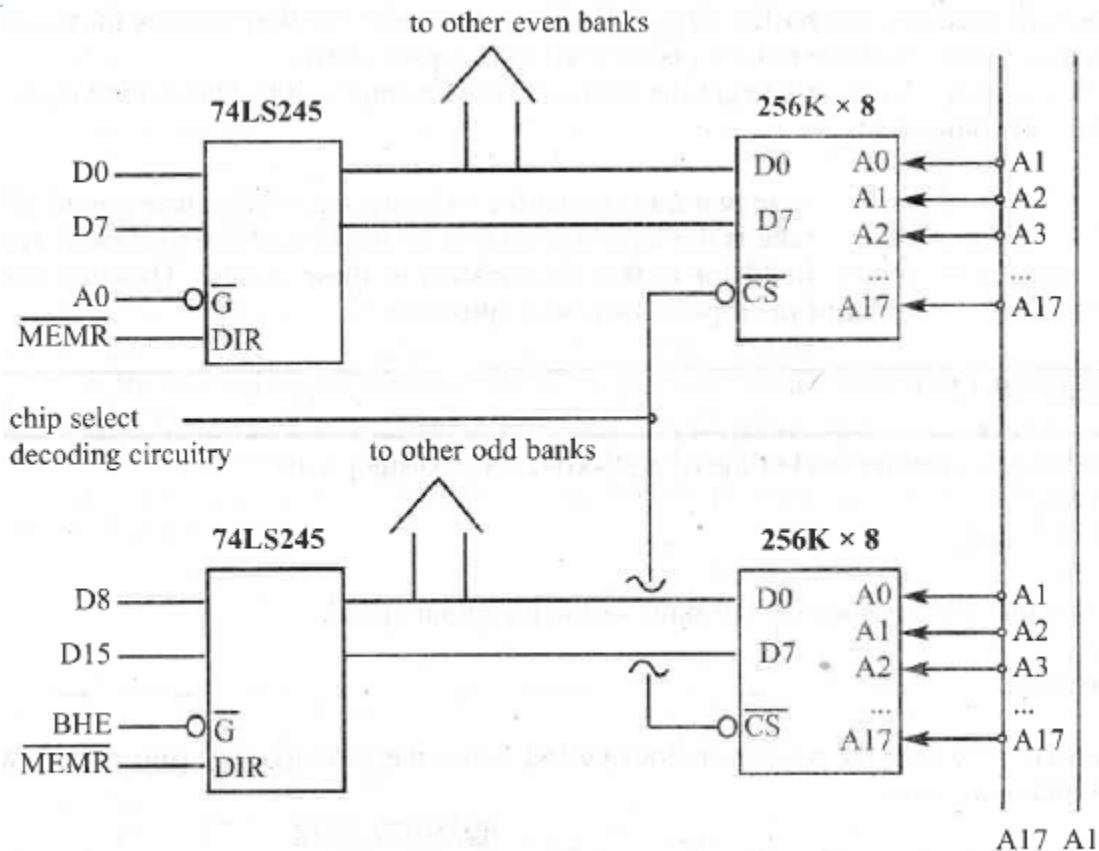 to other even banks
74LS245
256K × 8
D0
D7
A0
G
MEMR
DIR
D0
D7
CS
A0
A1
A2
A17
A1
A2
A3
A17
chip select
decoding circuitry
to other odd banks
74LS245
256K × 8
D8
D15
BHE
G
MEMR
DIR
D0
D7
CS
A0
A1
A2
...
A17
A1
A2
A3
...
A17
A17 A1